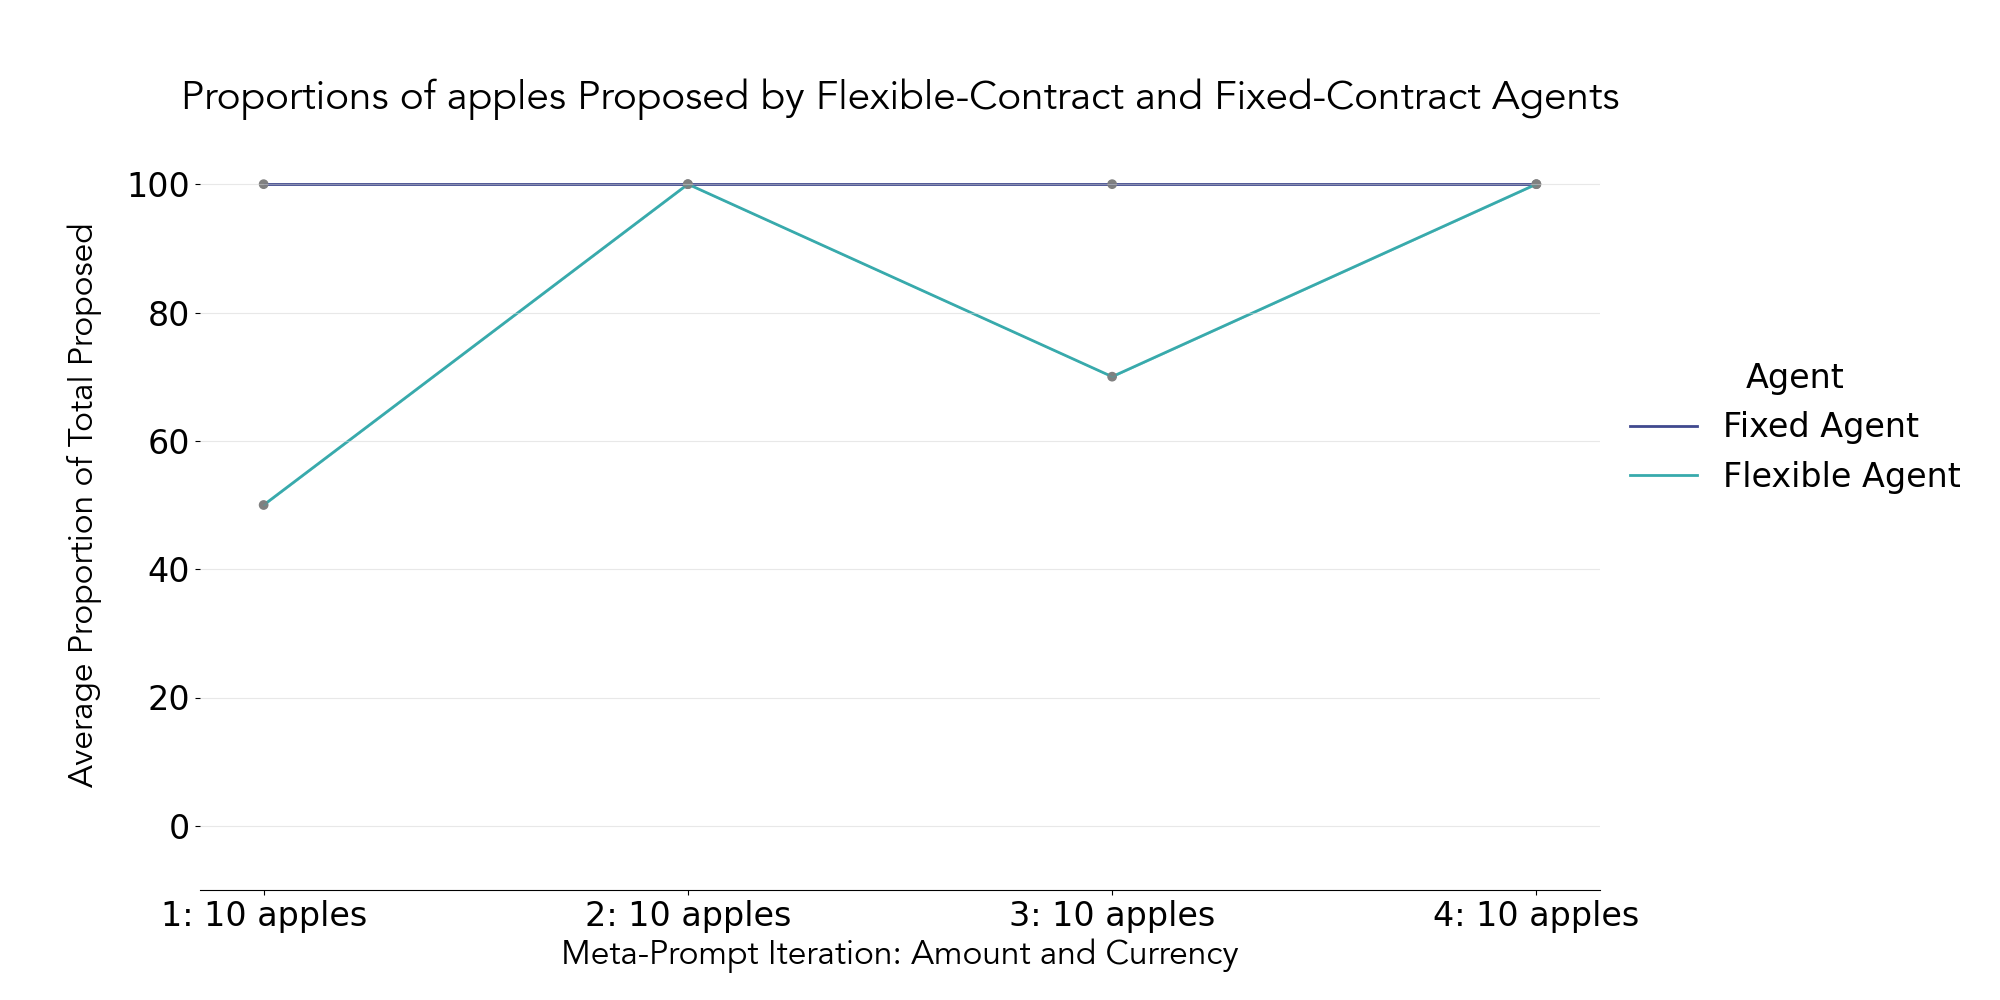 Proportions of apples Proposed by Flexible-Contract and Fixed-Contract Agents
Average Proportion of Total Proposed
100
80
60
40
20
0
1: 10 apples
2: 10 apples
3: 10 apples
4: 10 apples
Meta-Prompt Iteration: Amount and Currency
Agent
Fixed Agent
Flexible Agent